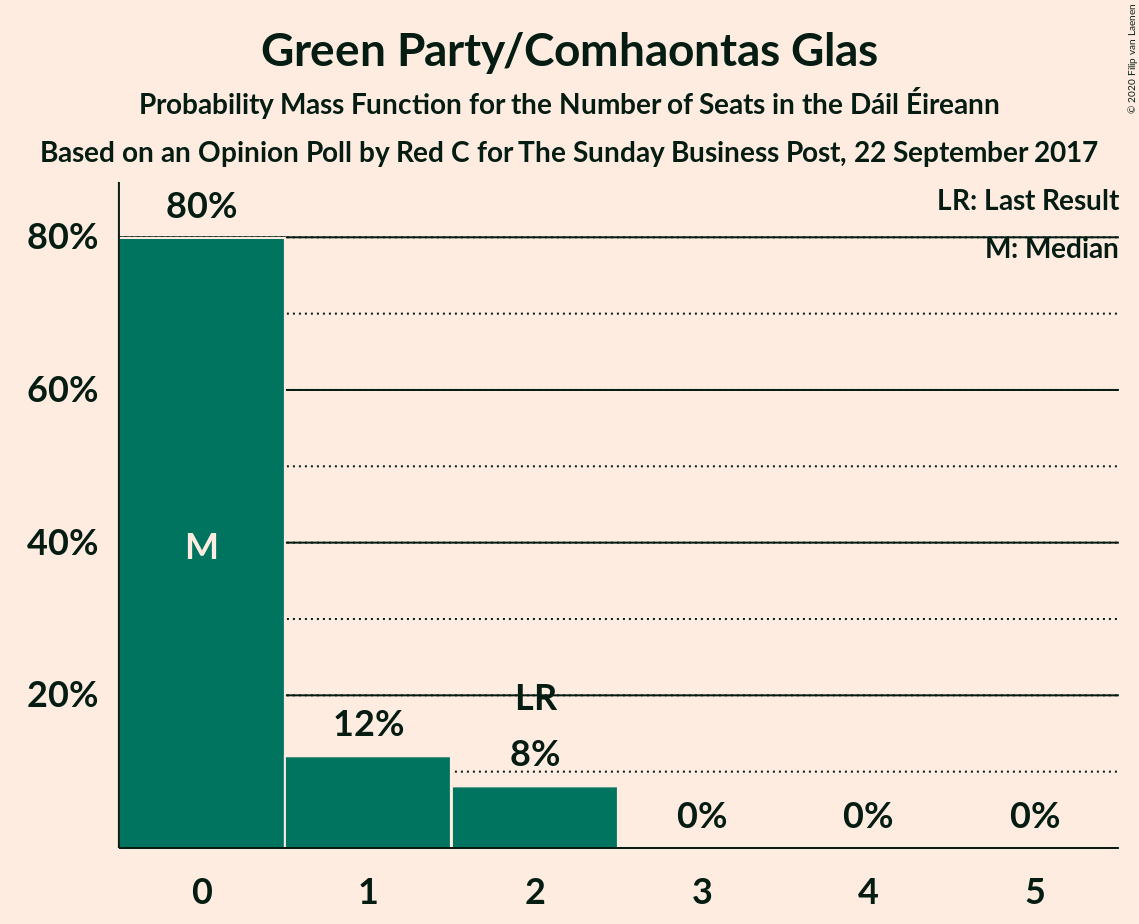 Green Party/Comhaontas Glas
Probability Mass Function for the Number of Seats in the Dáil Éireann
Based on an Opinion Poll by Red C for The Sunday Business Post, 22 September 2017
© 2020 Filip van Laenen
LR: Last Result
M: Median
80%
60%
40%
20%
80%
M
12%
LR
8%
0%
0%
0%
0
1
2
3
4
5